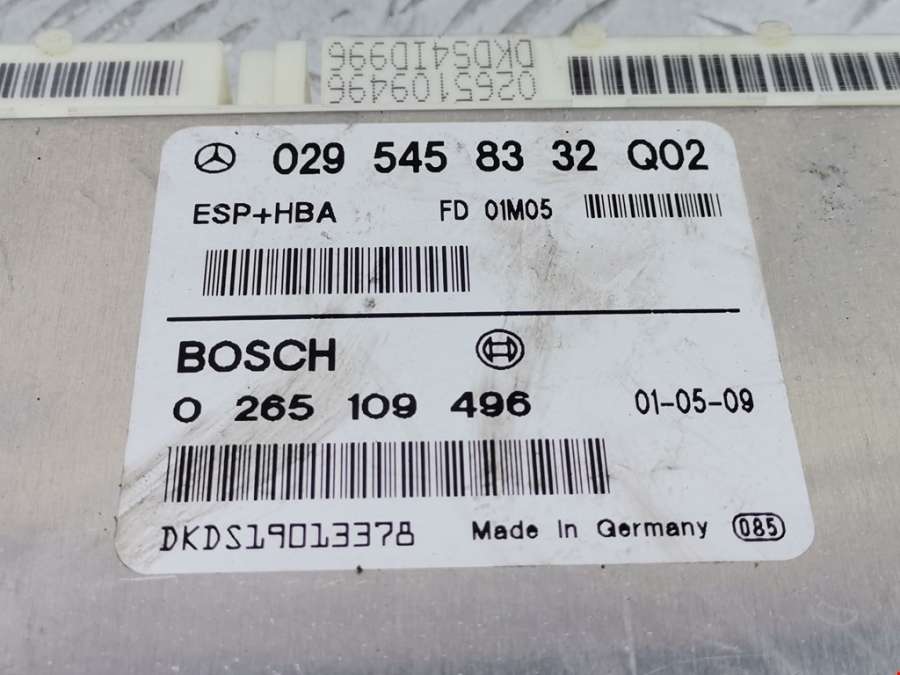 DKD54ID996
0265109496
029 545 83 32 Q02
ESP+HBA FD 01M05
BOSCH
0 265 109 496 01-05-09
DKDS19013378 Made in Germany 085